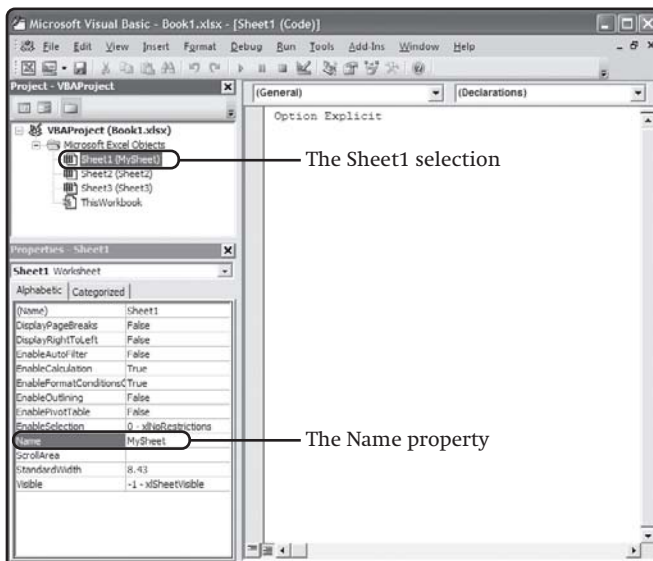 Microsoft Visual Basic - Book1.xlsx - [Sheet1 (Code)]
File Edit View Insert Format Debug Run Tools Add-Ins Window Help
Project - VBAProject
(General) (Declarations)
Option Explicit
VBAProject (Book1.xlsx)
Microsoft Excel Objects
Sheet1 (MySheet)
The Sheet1 selection
Sheet2 (Sheet2)
Sheet3 (Sheet3)
ThisWorkbook
Properties - Sheet1
Sheet1 Worksheet
Alphabetic Categorized
(Name) Sheet1
DisplayPageBreaks False
DisplayRightToLeft False
EnableAutoFilter False
EnableCalculation True
EnableFormatConditionsC True
EnableOutlining False
EnablePivotTable False
EnableSelection 0 - xlNoRestrictions
Name MySheet
The Name property
ScrollArea
StandardWidth 8.43
Visible -1 - xlSheetVisible